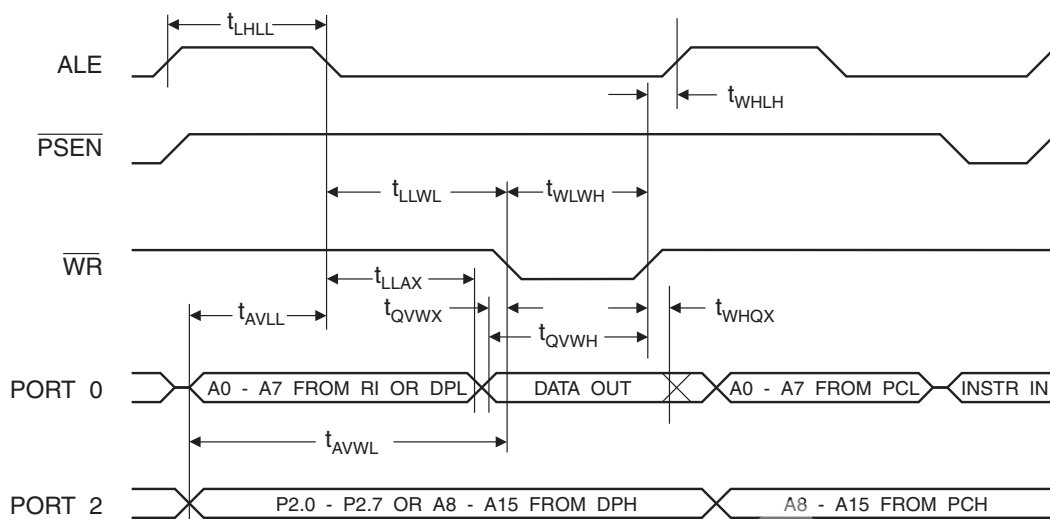 tLHLL
ALE
tWHLH
PSEN
tLLWL
tWLWH
WR
tLLAX
tAVLL
tQVWX
tWHQX
tQVWH
PORT 0
A0 - A7 FROM RI OR DPL
DATA OUT
A0 - A7 FROM PCL
INSTR IN
tAVWL
PORT 2
P2.0 - P2.7 OR A8 - A15 FROM DPH
A8 - A15 FROM PCH